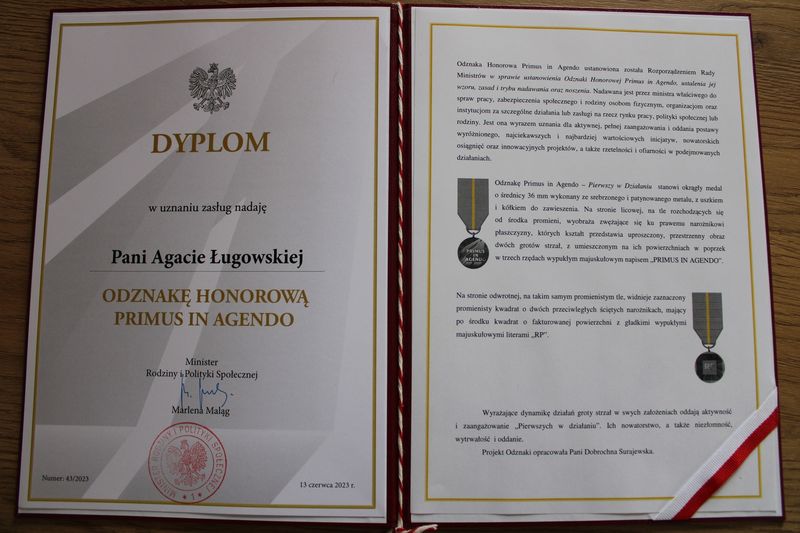 DYPLOM
w uznaniu zasług nadaję
Pani Agacie Ługowskiej
ODZNAKĘ HONOROWĄ
PRIMUS IN AGENDO
Minister
Rodziny i Polityki Społecznej
Marlena Maląg
MINISTER RODZINY I POLITYKI SPOŁECZNEJ
* 1 *
Numer: 43/2023
13 czerwca 2023 r.
Odznaka Honorowa Primus in Agendo ustanowiona została Rozporządzeniem Rady
Ministrów w sprawie ustanowienia Odznaki Honorowej Primus in Agendo, ustalenia jej
wzoru, zasad i trybu nadawania oraz noszenia. Nadawana jest przez ministra właściwego do
spraw pracy, zabezpieczenia społecznego i rodziny osobom fizycznym, organizacjom oraz
instytucjom za szczególne działania lub zasługi na rzecz rynku pracy, polityki społecznej lub
rodziny. Jest ona wyrazem uznania dla aktywnej, pełnej zaangażowania i oddania postawy
wyróżnionego, najciekawszych i najbardziej wartościowych inicjatyw, nowatorskich
osiągnięć oraz innowacyjnych projektów, a także rzetelności i ofiarności w podejmowanych
działaniach.
Odznakę Primus in Agendo – Pierwszy w Działaniu stanowi okrągły medal
o średnicy 36 mm wykonany ze srebrzonego i patynowanego metalu, z uszkiem
i kółkiem do zawieszenia. Na stronie licowej, na tle rozchodzących się
od środka promieni, wyobraża zwężające się ku prawemu narożnikowi
płaszczyzny, których kształt przedstawia uproszczony, przestrzenny obraz
dwóch grotów strzał, z umieszczonym na ich powierzchniach w poprzek
w trzech rzędach wypukłym majuskułowym napisem „PRIMUS IN AGENDO”.
PRIMUS
IN
AGENDO
Na stronie odwrotnej, na takim samym promienistym tle, widnieje zaznaczony
promienisty kwadrat o dwóch przeciwległych ściętych narożnikach, mający
po środku kwadrat o fakturowanej powierzchni z gładkimi wypukłymi
majuskułowymi literami „RP”.
RP
Wyrażające dynamikę działań groty strzał w swych założeniach oddają aktywność
i zaangażowanie „Pierwszych w działaniu”. Ich nowatorstwo, a także niezłomność,
wytrwałość i oddanie.
Projekt Odznaki opracowała Pani Dobrochna Surajewska.